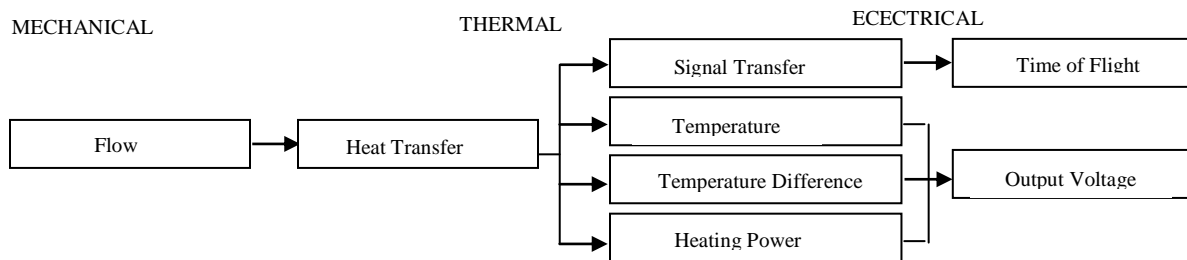 MECHANICAL
THERMAL
ECECTRICAL
Signal Transfer
Time of Flight
Temperature
Flow
Heat Transfer
Temperature Difference
Output Voltage
Heating Power